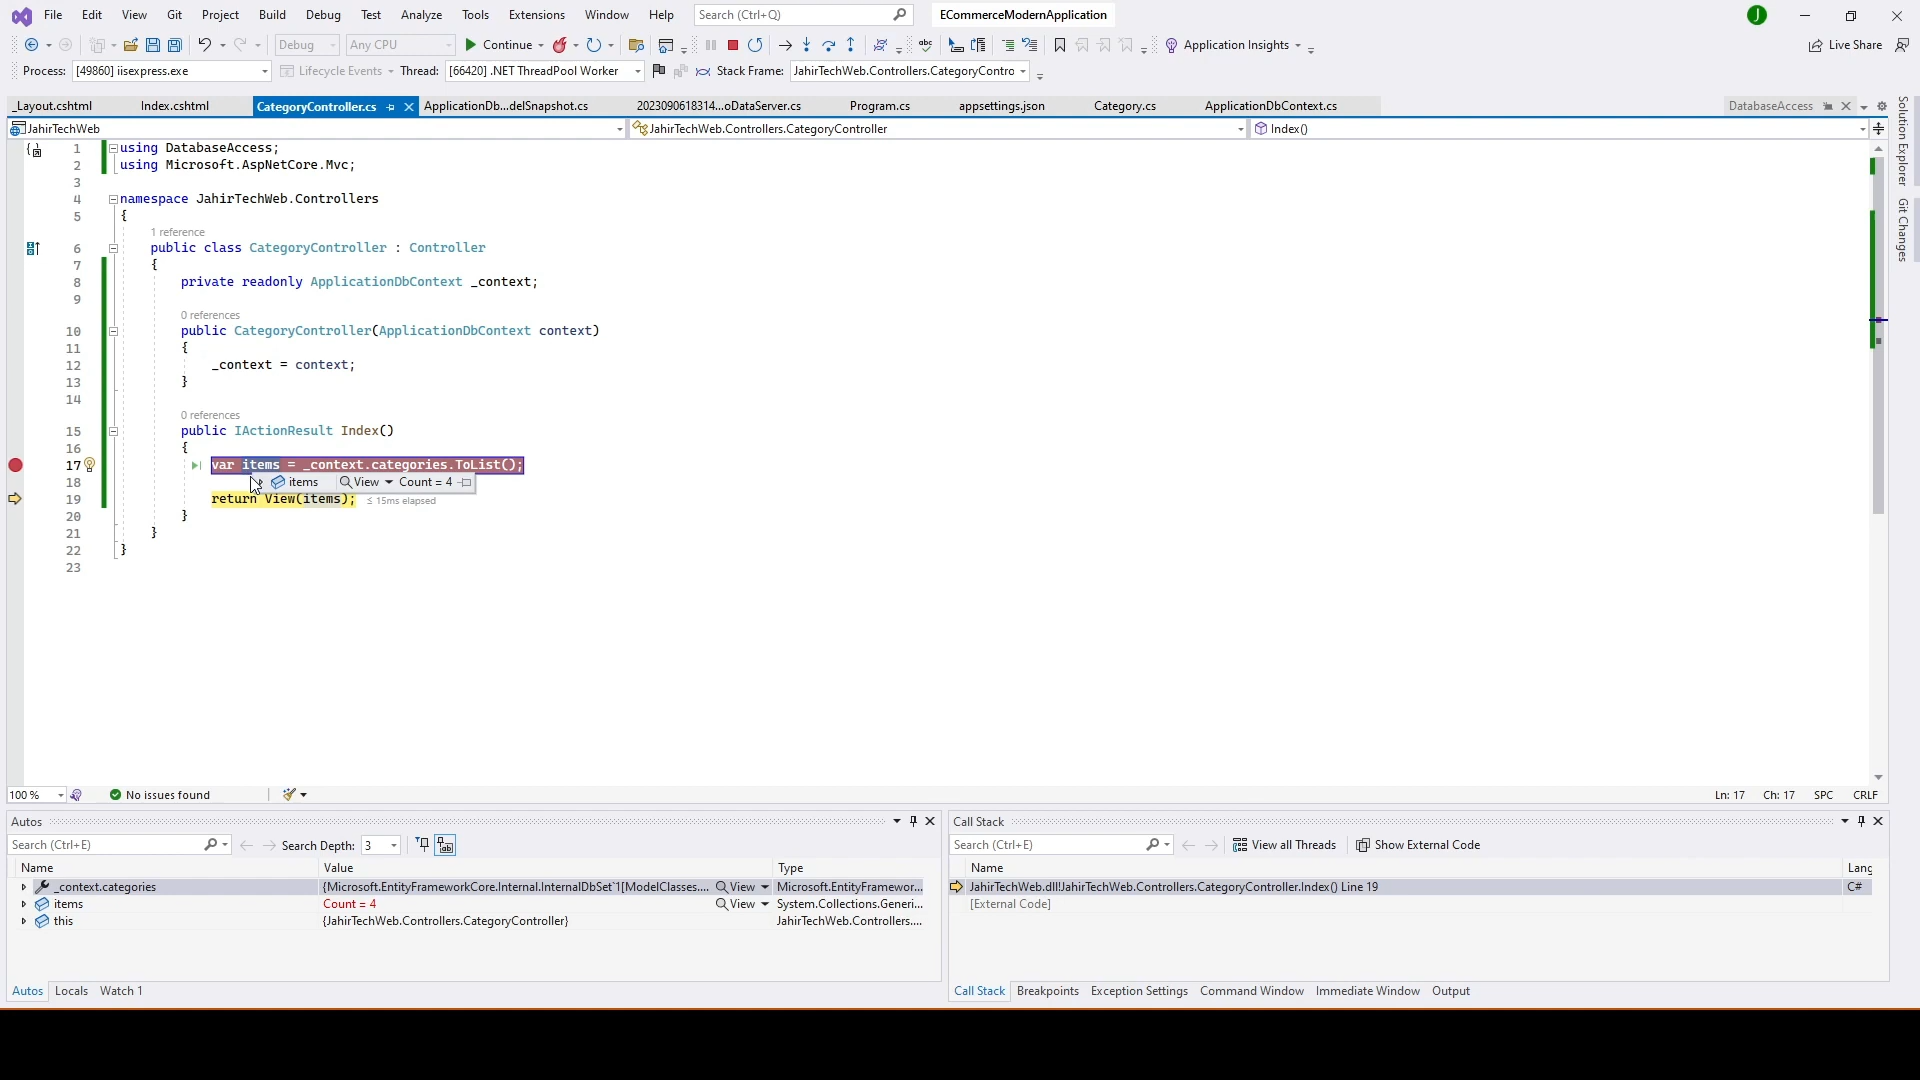 File Edit View Git Project Build Debug Test Analyze Tools Extensions Window Help Search (Ctrl+Q) ECommerceModernApplication J
Debug Any CPU Continue Application Insights Live Share
Process: [49860] iisexpress.exe Lifecycle Events Thread: [66420] .NET ThreadPool Worker Stack Frame: JahirTechWeb.Controllers.CategoryContro
_Layout.cshtml Index.cshtml CategoryController.cs ApplicationDb...delSnapshot.cs 2023090618314...oDataServer.cs Program.cs appsettings.json Category.cs ApplicationDbContext.cs DatabaseAccess
JahirTechWeb JahirTechWeb.Controllers.CategoryController Index()
1 using DatabaseAccess;
2 using Microsoft.AspNetCore.Mvc;
3
4 namespace JahirTechWeb.Controllers
5 {
1 reference
6 public class CategoryController : Controller
7 {
8 private readonly ApplicationDbContext _context;
9
0 references
10 public CategoryController(ApplicationDbContext context)
11 {
12 _context = context;
13 }
14
0 references
15 public IActionResult Index()
16 {
17 var items = _context.categories.ToList();
18 items View Count = 4
19 return View(items); ≤ 15ms elapsed
20 }
21 }
22 }
23
Solution Explorer
Git Changes
100 % No issues found Ln: 17 Ch: 17 SPC CRLF
Autos
Search (Ctrl+E) Search Depth: 3
Name Value Type
_context.categories {Microsoft.EntityFrameworkCore.Internal.InternalDbSet`1[ModelClasses.... View Microsoft.EntityFramewor...
items Count = 4 View System.Collections.Generi...
this {JahirTechWeb.Controllers.CategoryController} JahirTechWeb.Controllers....
Autos Locals Watch 1
Call Stack
Search (Ctrl+E) View all Threads Show External Code
Name Lang
JahirTechWeb.dll!JahirTechWeb.Controllers.CategoryController.Index() Line 19 C#
[External Code]
Call Stack Breakpoints Exception Settings Command Window Immediate Window Output